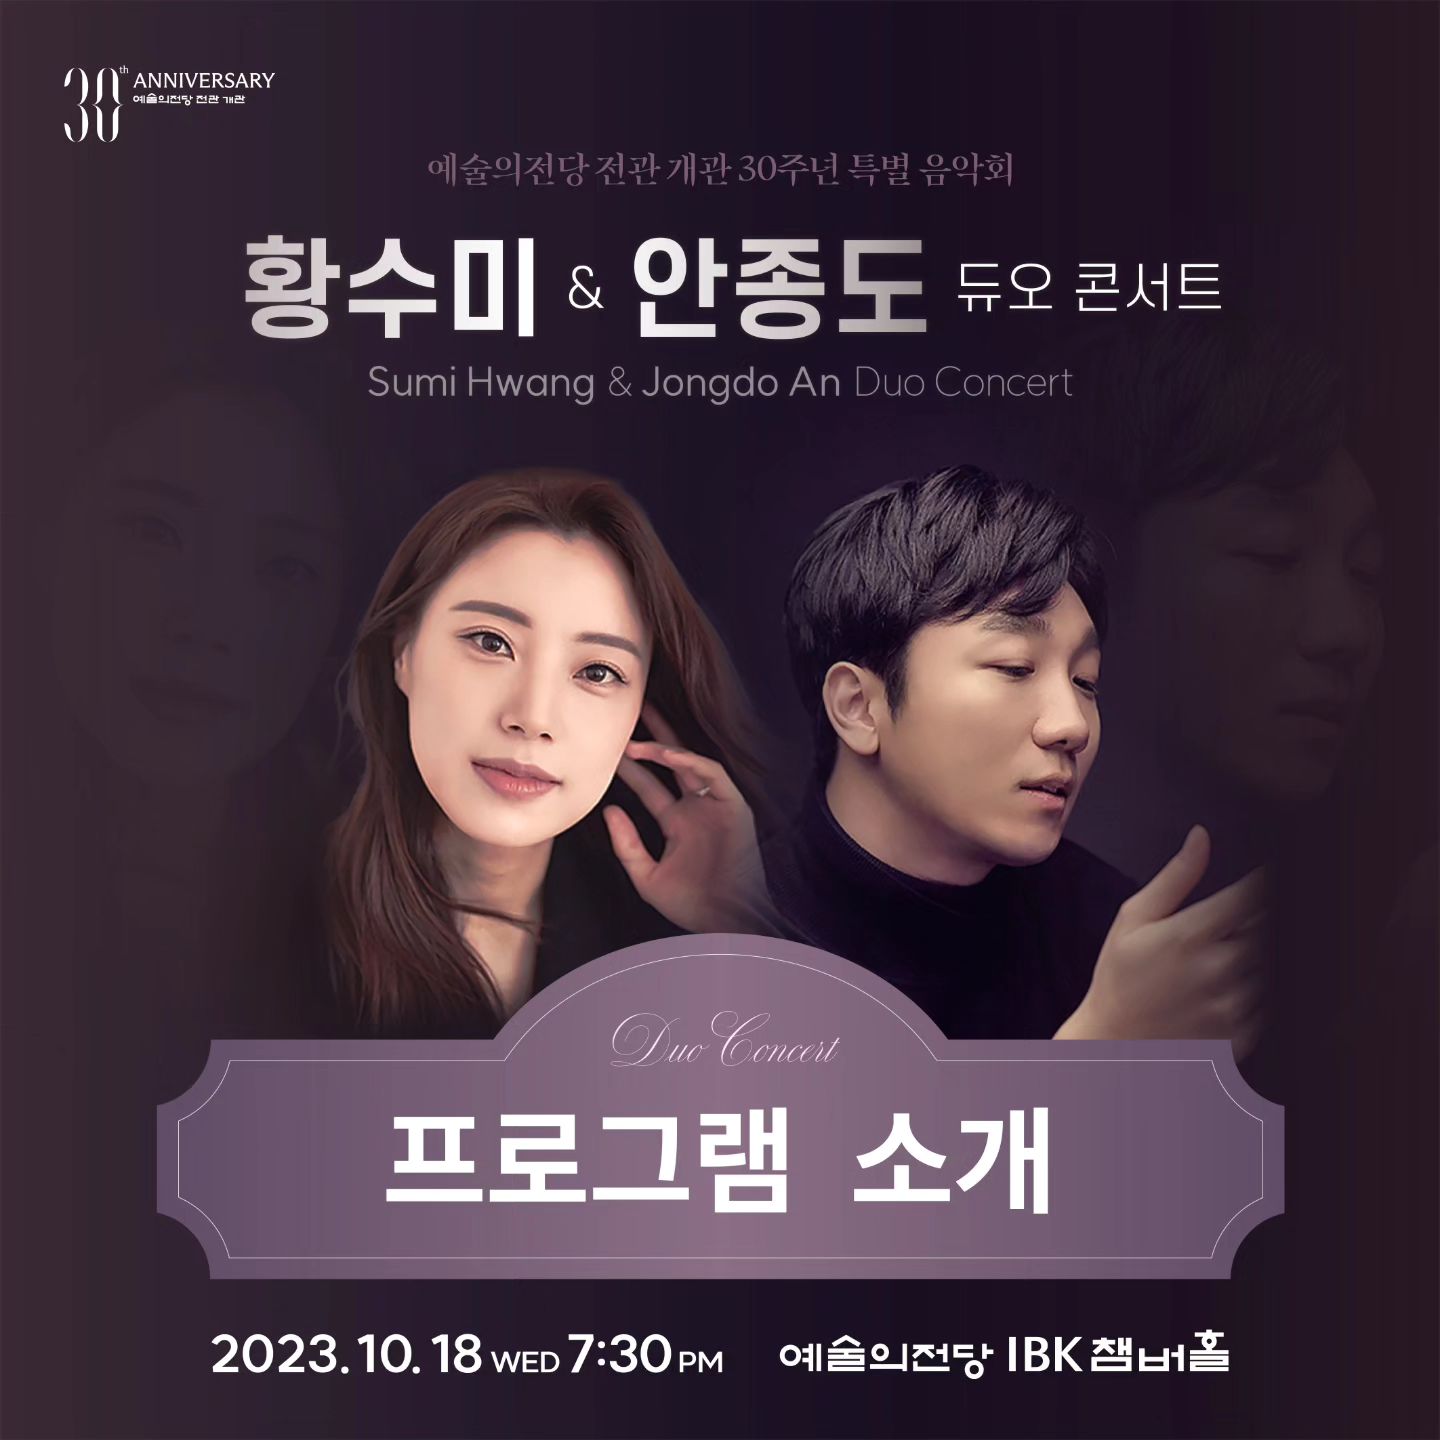 30th ANNIVERSARY
예술의전당 전관 개관
예술의전당 전관 개관 30주년 특별 음악회
황수미 & 안종도 듀오 콘서트
Sumi Hwang & Jongdo An Duo Concert
Duo Concert
프로그램 소개
2023. 10. 18 WED 7:30 PM 예술의전당 IBK챔버홀